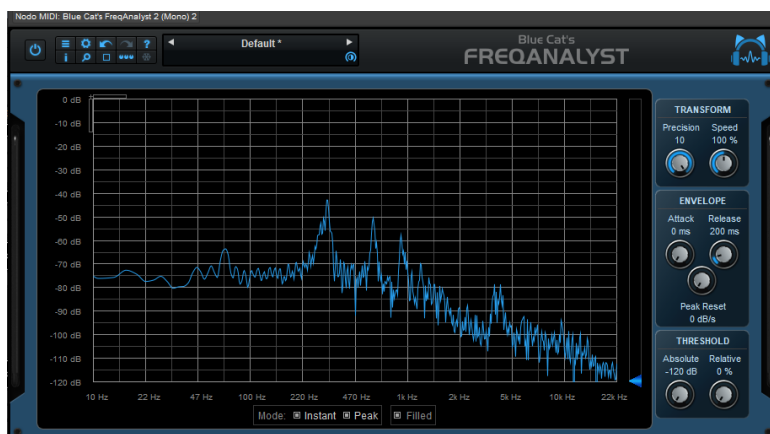 Nodo MIDI: Blue Cat's FreqAnalyst 2 (Mono) 2
Default *
Blue Cat's
FREQANALYST
0 dB
-10 dB
-20 dB
-30 dB
-40 dB
-50 dB
-60 dB
-70 dB
-80 dB
-90 dB
-100 dB
-110 dB
-120 dB
10 Hz 22 Hz 47 Hz 100 Hz 220 Hz 470 Hz 1k Hz 2k Hz 5k Hz 10k Hz 22k Hz
Mode: Instant Peak Filled
TRANSFORM
Precision Speed
10 100 %
ENVELOPE
Attack Release
0 ms 200 ms
Peak Reset
0 dB/s
THRESHOLD
Absolute Relative
-120 dB 0 %